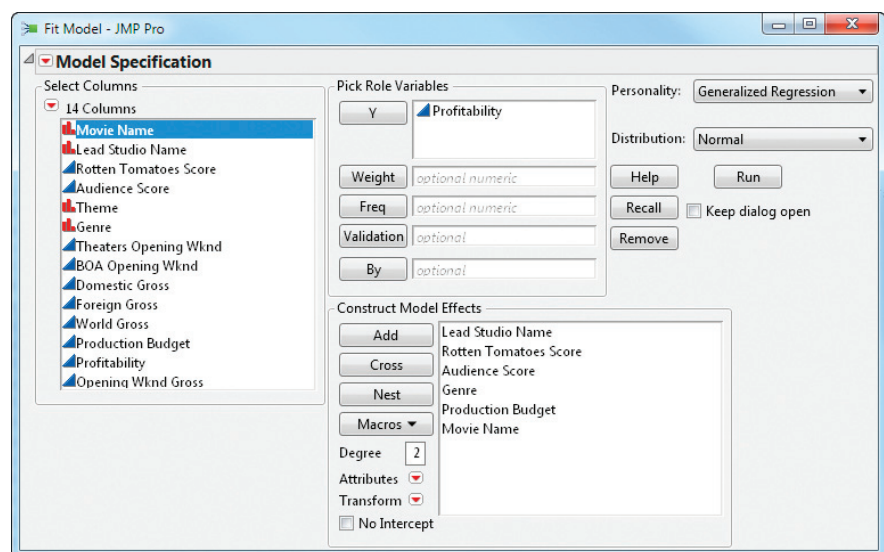 Fit Model - JMP Pro
Model Specification
Select Columns
14 Columns
Movie Name
Lead Studio Name
Rotten Tomatoes Score
Audience Score
Theme
Genre
Theaters Opening Wknd
BOA Opening Wknd
Domestic Gross
Foreign Gross
World Gross
Production Budget
Profitability
Opening Wknd Gross
Pick Role Variables
Y
Profitability
Weight
optional numeric
Freq
optional numeric
Validation
optional
By
optional
Personality:
Generalized Regression
Distribution:
Normal
Help
Run
Recall
Keep dialog open
Remove
Construct Model Effects
Add
Cross
Nest
Macros
Degree 2
Attributes
Transform
No Intercept
Lead Studio Name
Rotten Tomatoes Score
Audience Score
Genre
Production Budget
Movie Name